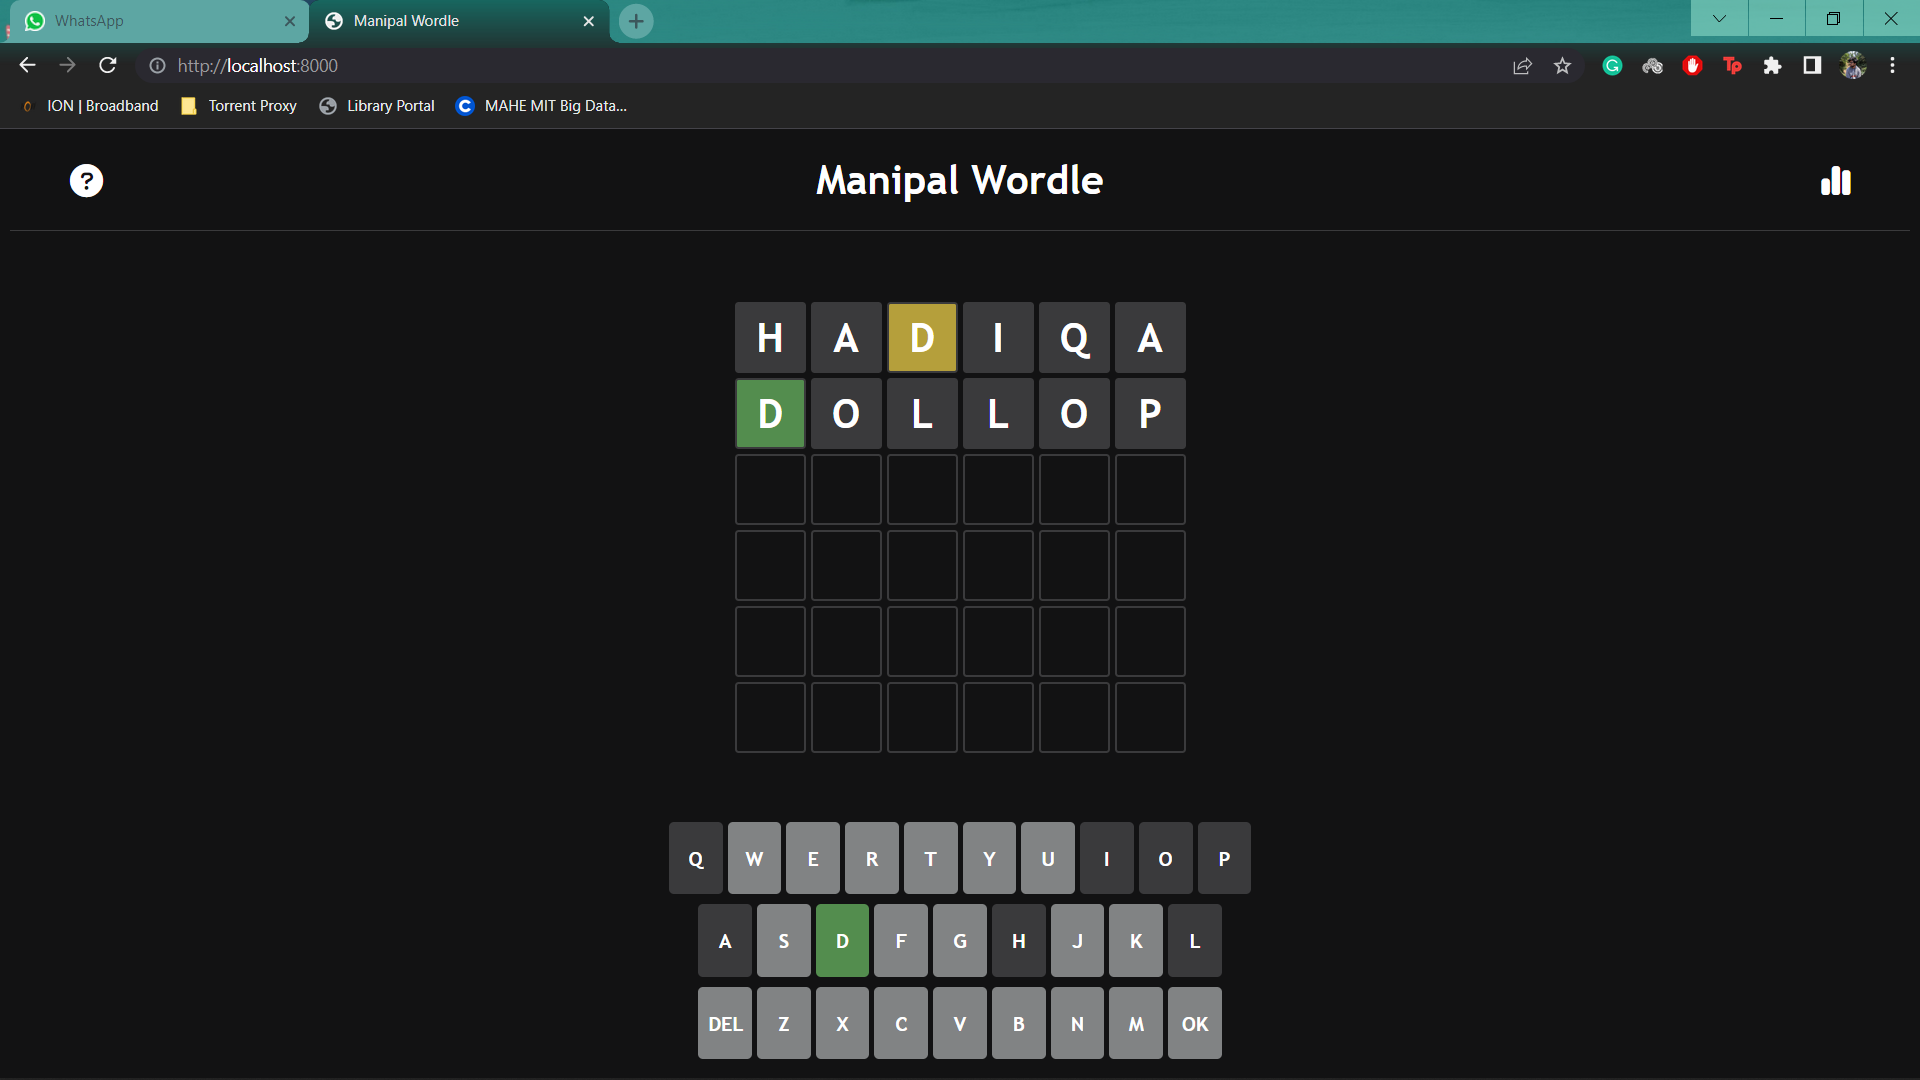 WhatsApp
Manipal Wordle
http://localhost:8000
ION | Broadband
Torrent Proxy
Library Portal
MAHE MIT Big Data...
? Manipal Wordle
H A D I Q A
D O L L O P
Q W E R T Y U I O P
A S D F G H J K L
DEL Z X C V B N M OK